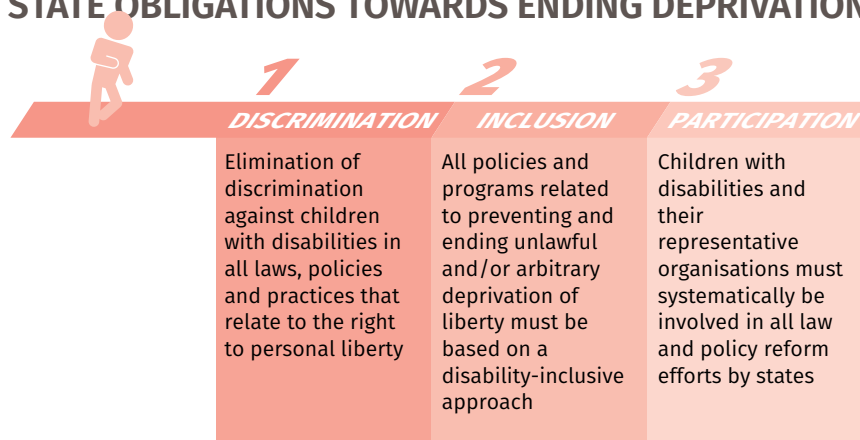 STATE OBLIGATIONS TOWARDS ENDING DEPRIVATION
1
DISCRIMINATION
Elimination of
discrimination
against children
with disabilities in
all laws, policies
and practices that
relate to the right
to personal liberty
2
INCLUSION
All policies and
programs related
to preventing and
ending unlawful
and/or arbitrary
deprivation of
liberty must be
based on a
disability-inclusive
approach
3
PARTICIPATION
Children with
disabilities and
their
representative
organisations must
systematically be
involved in all law
and policy reform
efforts by states